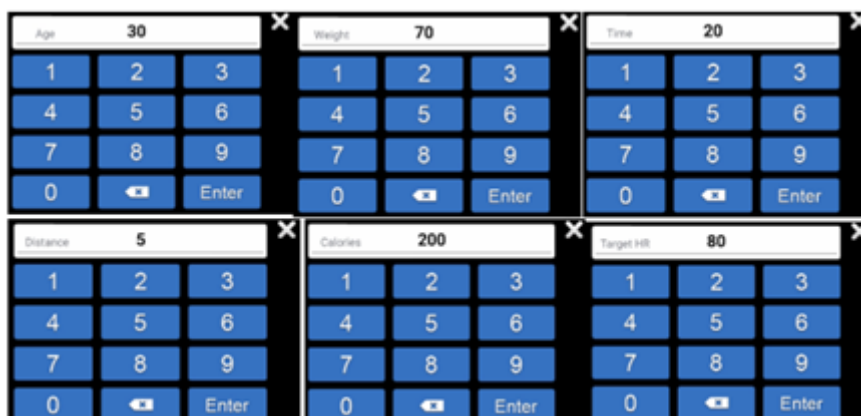 Age 30
1 2 3
4 5 6
7 8 9
0 Enter
Weight 70
1 2 3
4 5 6
7 8 9
0 Enter
Time 20
1 2 3
4 5 6
7 8 9
0 Enter
Distance 5
1 2 3
4 5 6
7 8 9
0 Enter
Calories 200
1 2 3
4 5 6
7 8 9
0 Enter
Target HR 80
1 2 3
4 5 6
7 8 9
0 Enter